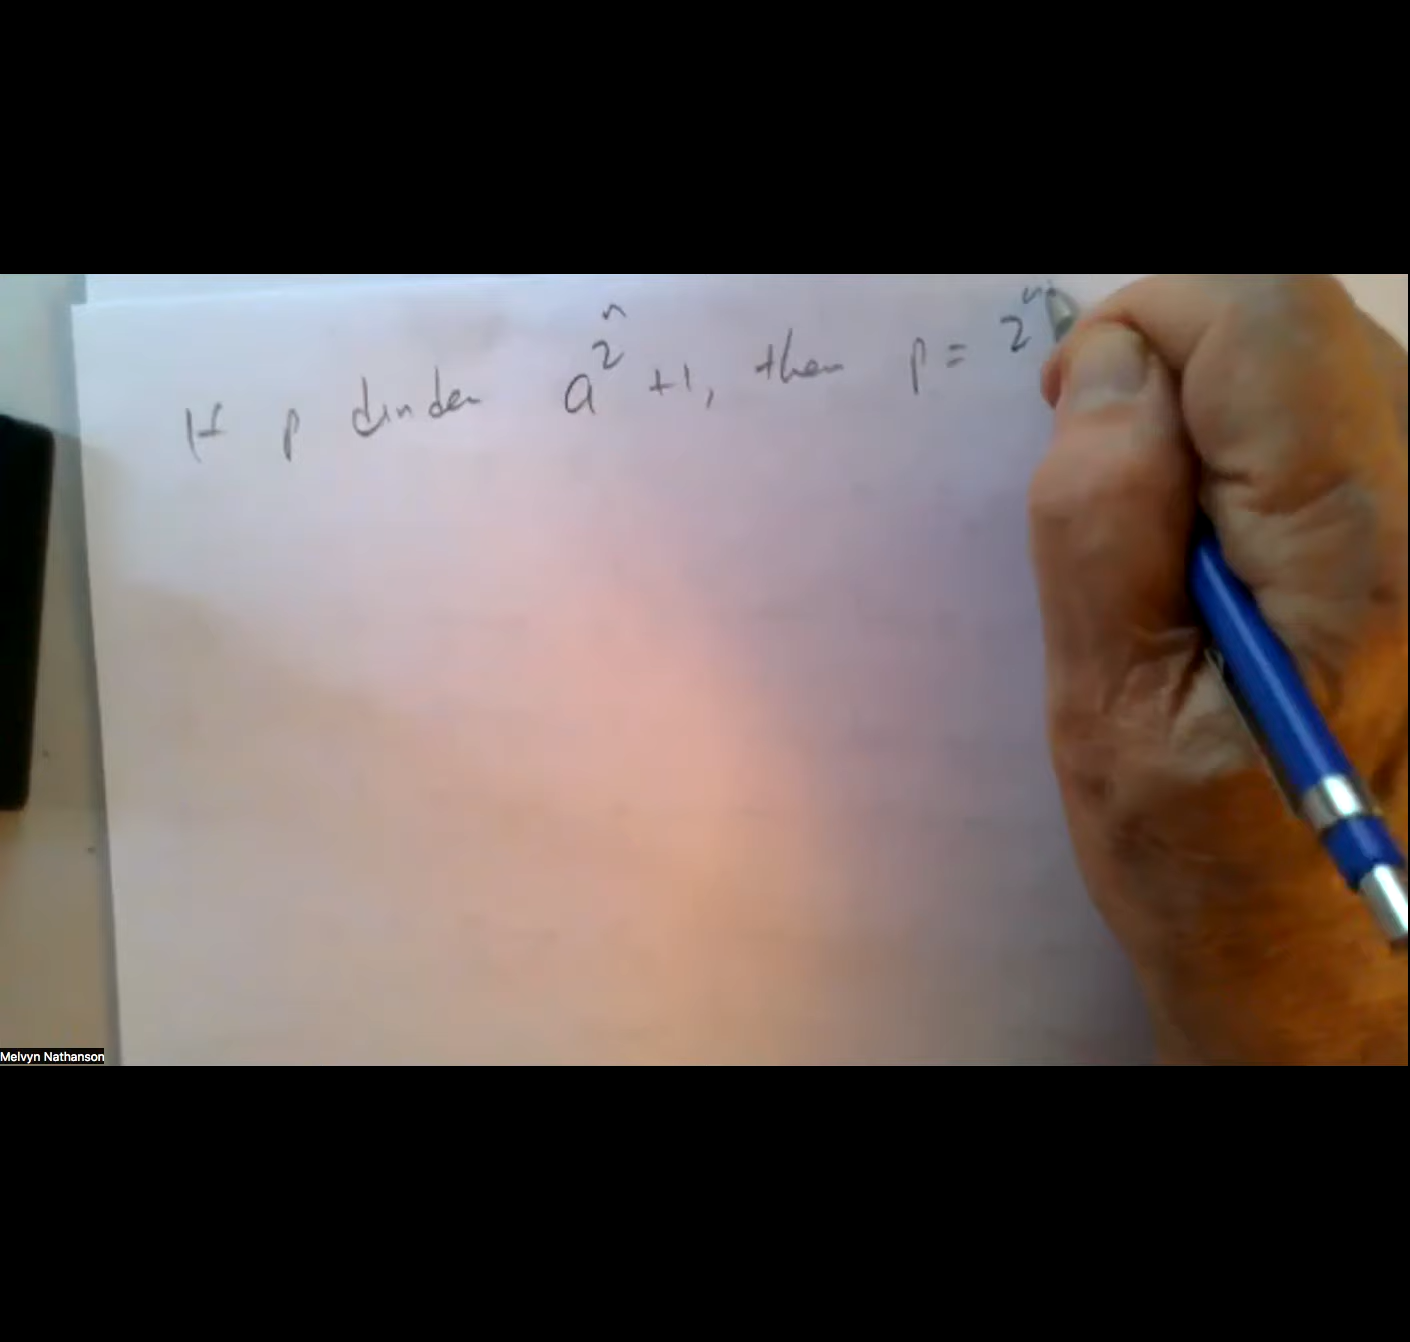 If p divides a^{2^n} +1, then p = 2^n
Melvyn Nathanson